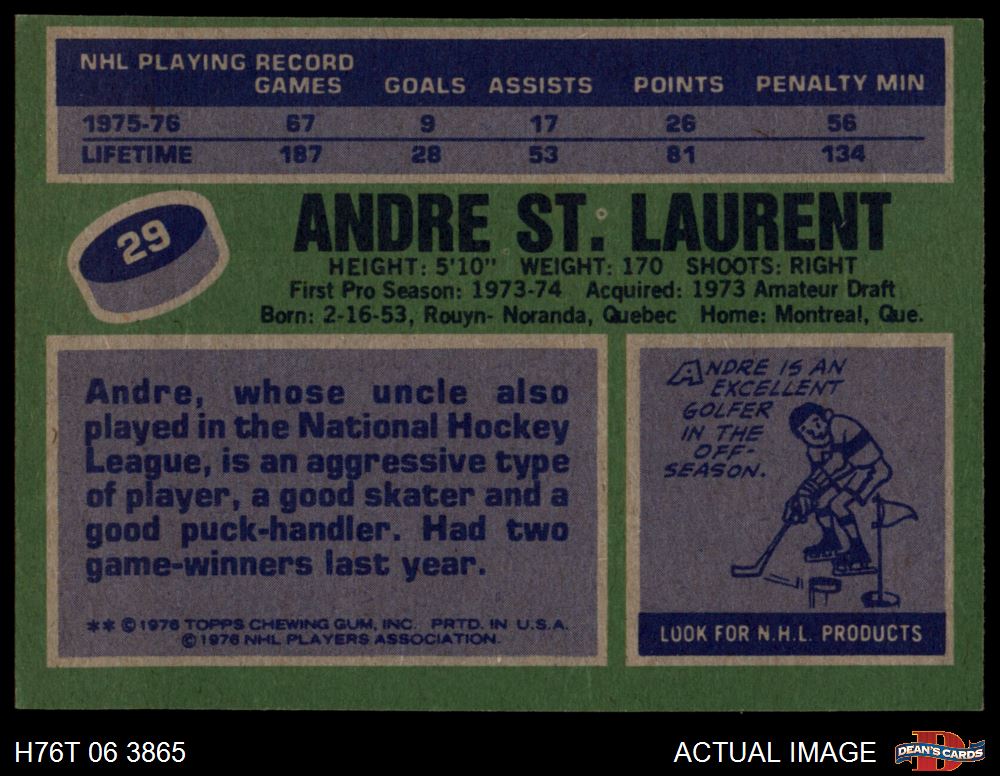 NHL PLAYING RECORD
GAMES GOALS ASSISTS POINTS PENALTY MIN
1975-76 67 9 17 26 56
LIFETIME 187 28 53 81 134
29
ANDRE ST. LAURENT
HEIGHT: 5'10" WEIGHT: 170 SHOOTS: RIGHT
First Pro Season: 1973-74 Acquired: 1973 Amateur Draft
Born: 2-16-53, Rouyn- Noranda, Quebec Home: Montreal, Que.
Andre, whose uncle also
played in the National Hockey
League, is an aggressive type
of player, a good skater and a
good puck-handler. Had two
game-winners last year.
** © 1976 TOPPS CHEWING GUM, INC. PRTD. IN U.S.A.
© 1976 NHL PLAYERS ASSOCIATION.
ANDRE IS AN
EXCELLENT
GOLFER
IN THE
OFF-
SEASON.
LOOK FOR N.H.L. PRODUCTS
H76T 06 3865
ACTUAL IMAGE
D
DEAN'S CARDS